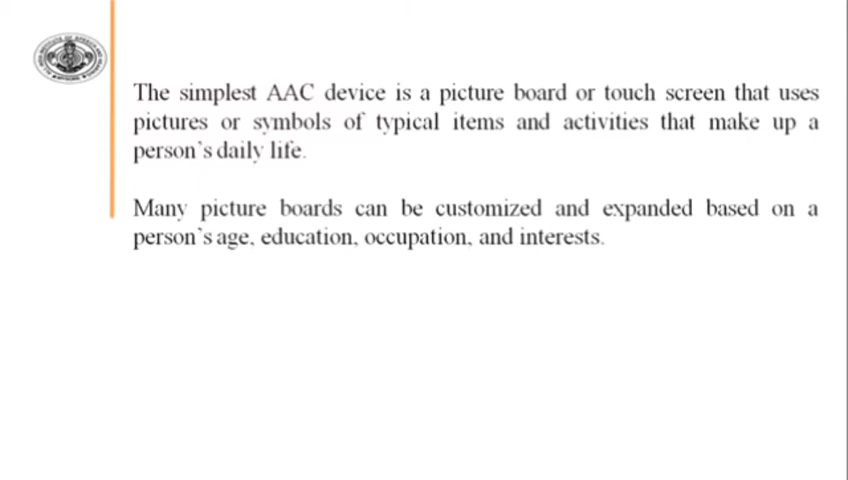 The simplest AAC device is a picture board or touch screen that uses
pictures or symbols of typical items and activities that make up a
person's daily life.
Many picture boards can be customized and expanded based on a
person's age, education, occupation, and interests.